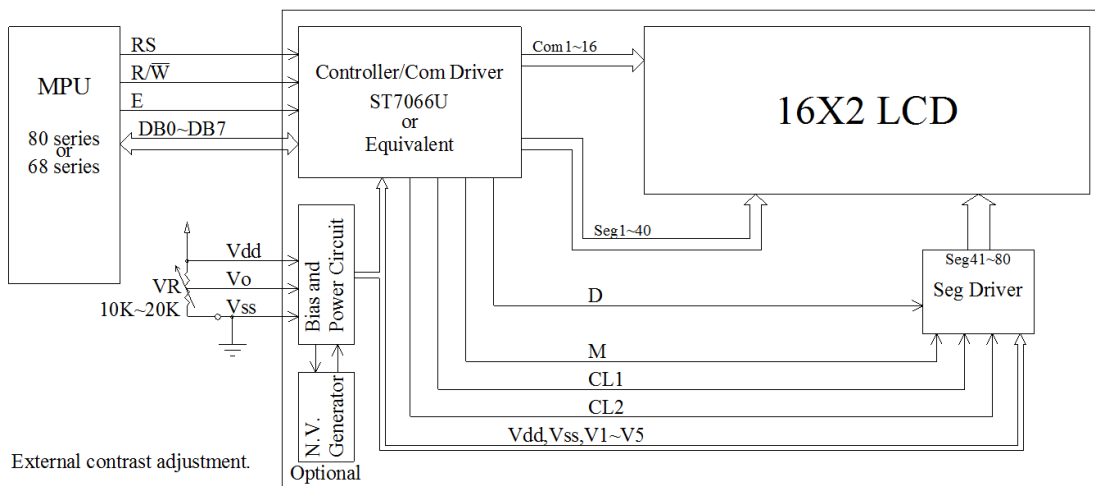 MPU
80 series
or
68 series
RS
R/W̅
E
DB0~DB7
Controller/Com Driver
ST7066U
or
Equivalent
Com1~16
16X2 LCD
Seg1~40
Seg41~80
Seg Driver
Vdd
Vo
Vss
VR
10K~20K
Bias and
Power Circuit
N.V.
Generator
Optional
D
M
CL1
CL2
Vdd,Vss,V1~V5
External contrast adjustment.